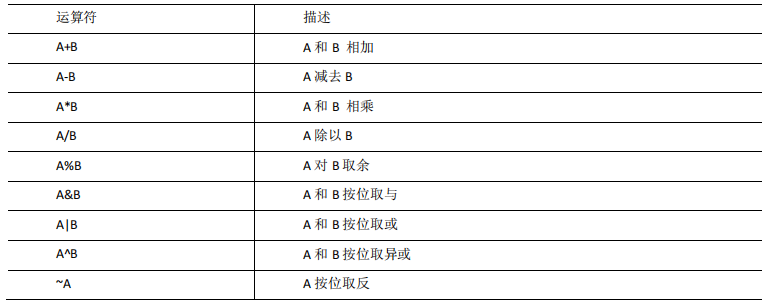 运算符 描述
A+B A 和 B 相加
A-B A 减去 B
A*B A 和 B 相乘
A/B A 除以 B
A%B A 对 B 取余
A&B A 和 B 按位取与
A|B A 和 B 按位取或
A^B A 和 B 按位取异或
~A A 按位取反